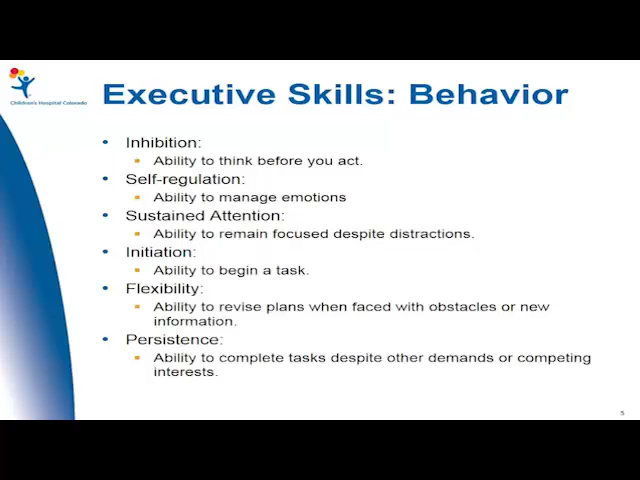 Children's Hospital Colorado
Executive Skills: Behavior
• Inhibition:
▪ Ability to think before you act.
• Self-regulation:
▪ Ability to manage emotions
• Sustained Attention:
▪ Ability to remain focused despite distractions.
• Initiation:
▪ Ability to begin a task.
• Flexibility:
▪ Ability to revise plans when faced with obstacles or new
information.
• Persistence:
▪ Ability to complete tasks despite other demands or competing
interests.
5